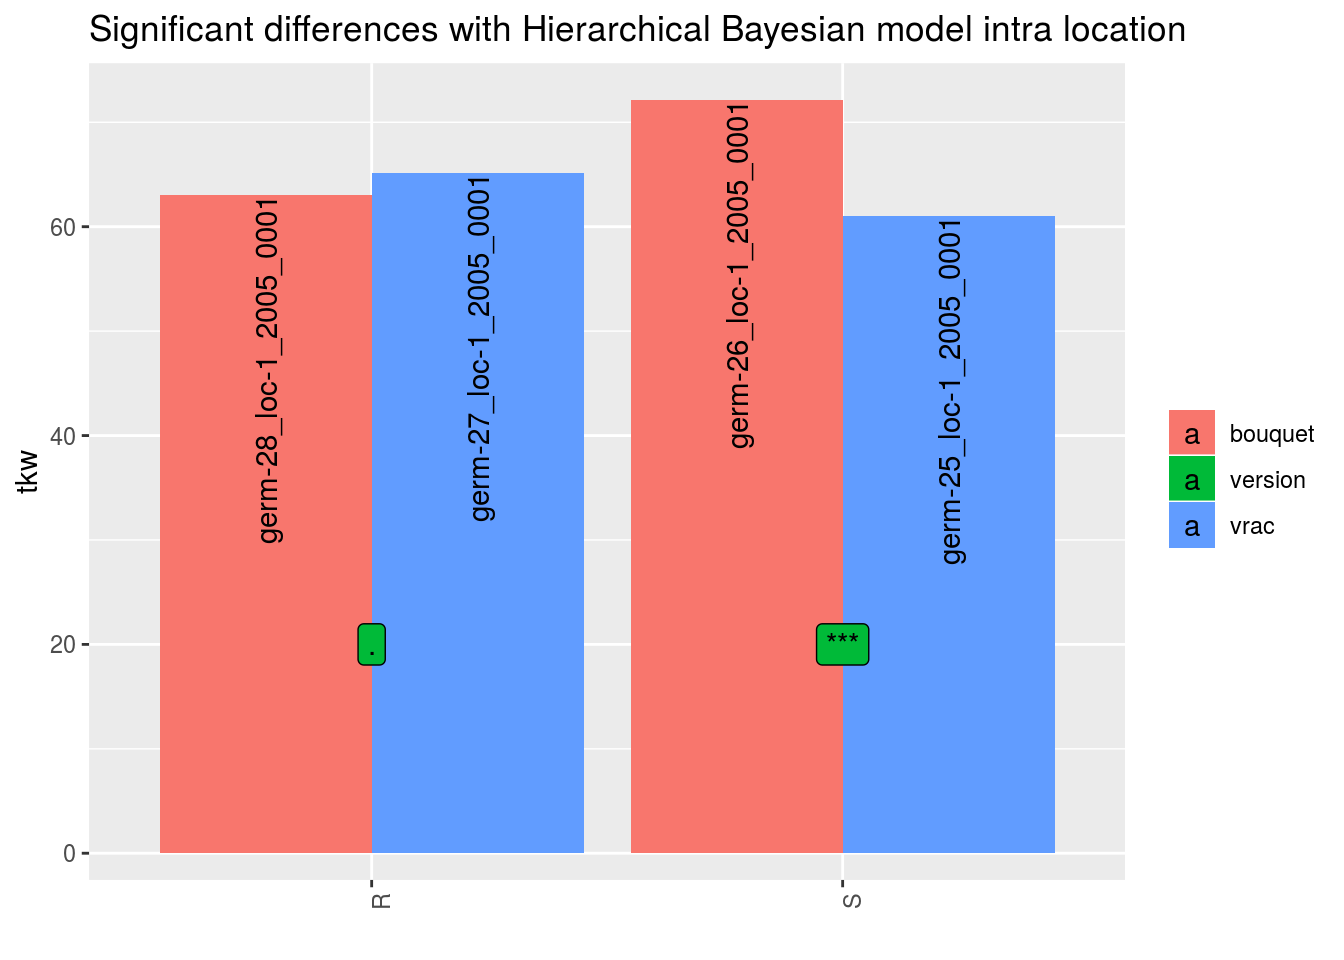 Significant differences with Hierarchical Bayesian model intra location
tkw
60
40
20
0
germ-28_loc-1_2005_0001
germ-27_loc-1_2005_0001
germ-26_loc-1_2005_0001
germ-25_loc-1_2005_0001
.
***
R
S
a bouquet
a version
a vrac